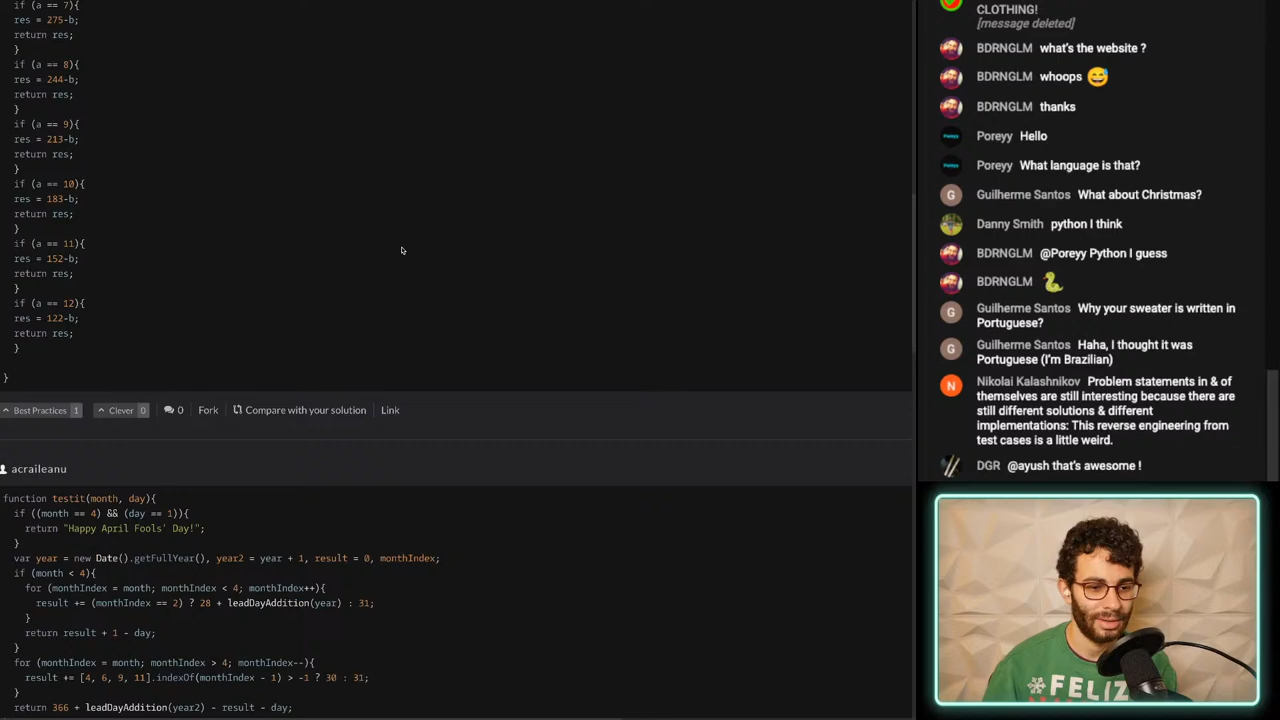 if (a == 7){
res = 275-b;
return res;
}
if (a == 8){
res = 244-b;
return res;
}
if (a == 9){
res = 213-b;
return res;
}
if (a == 10){
res = 183-b;
return res;
}
if (a == 11){
res = 152-b;
return res;
}
if (a == 12){
res = 122-b;
return res;
}
}
Best Practices 1 Clever 0 0 Fork Compare with your solution Link
acraileanu
function testit(month, day){
if ((month == 4) && (day == 1)){
return "Happy April Fools' Day!";
}
var year = new Date().getFullYear(), year2 = year + 1, result = 0, monthIndex;
if (month < 4){
for (monthIndex = month; monthIndex < 4; monthIndex++){
result += (monthIndex == 2) ? 28 + leadDayAddition(year) : 31;
}
return result + 1 - day;
}
for (monthIndex = month; monthIndex > 4; monthIndex--){
result += [4, 6, 9, 11].indexOf(monthIndex - 1) > -1 ? 30 : 31;
}
return 366 + leadDayAddition(year2) - result - day;
CLOTHING!
[message deleted]
BDRNGLM what's the website ?
BDRNGLM whoops 😅
BDRNGLM thanks
Poreyy Hello
Poreyy What language is that?
G Guilherme Santos What about Christmas?
Danny Smith python I think
BDRNGLM @Poreyy Python I guess
BDRNGLM 🐍
G Guilherme Santos Why your sweater is written in
Portuguese?
G Guilherme Santos Haha, I thought it was
Portuguese (I'm Brazilian)
N Nikolai Kalashnikov Problem statements in & of
themselves are still interesting because there are
still different solutions & different
implementations: This reverse engineering from
test cases is a little weird.
DGR @ayush that's awesome !
FELIZ